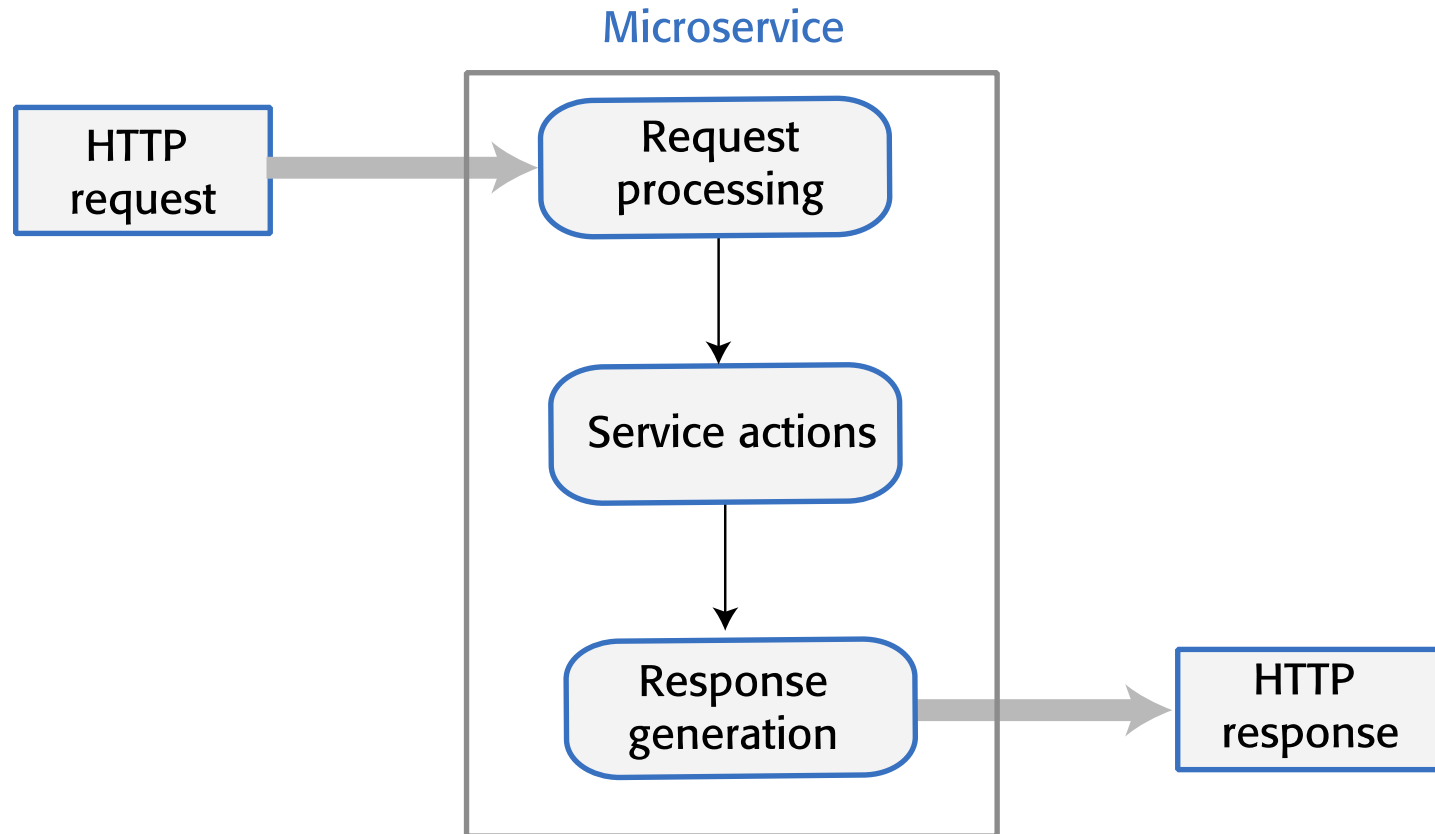 Microservice
HTTP
request
Request
processing
Service actions
Response
generation
HTTP
response